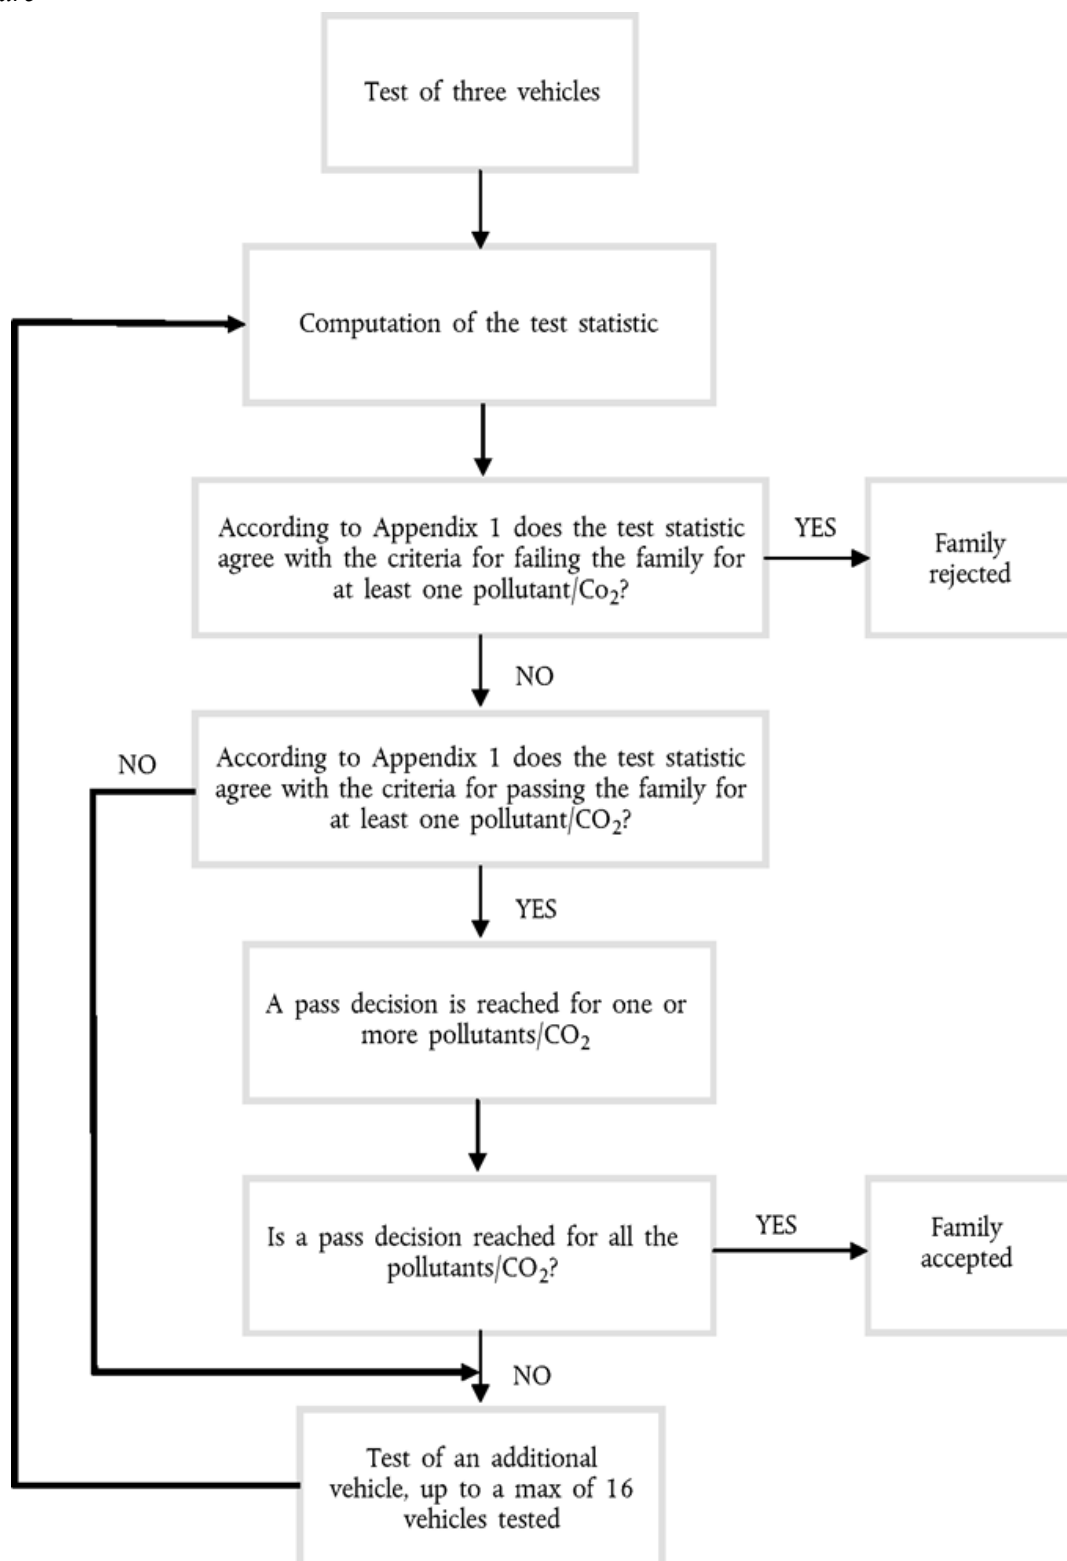 Test of three vehicles
Computation of the test statistic
According to Appendix 1 does the test statistic
agree with the criteria for failing the family for
at least one pollutant/Co₂?
YES
Family
rejected
NO
NO
According to Appendix 1 does the test statistic
agree with the criteria for passing the family for
at least one pollutant/CO₂?
YES
A pass decision is reached for one or
more pollutants/CO₂
Is a pass decision reached for all the
pollutants/CO₂?
YES
Family
accepted
NO
Test of an additional
vehicle, up to a max of 16
vehicles tested